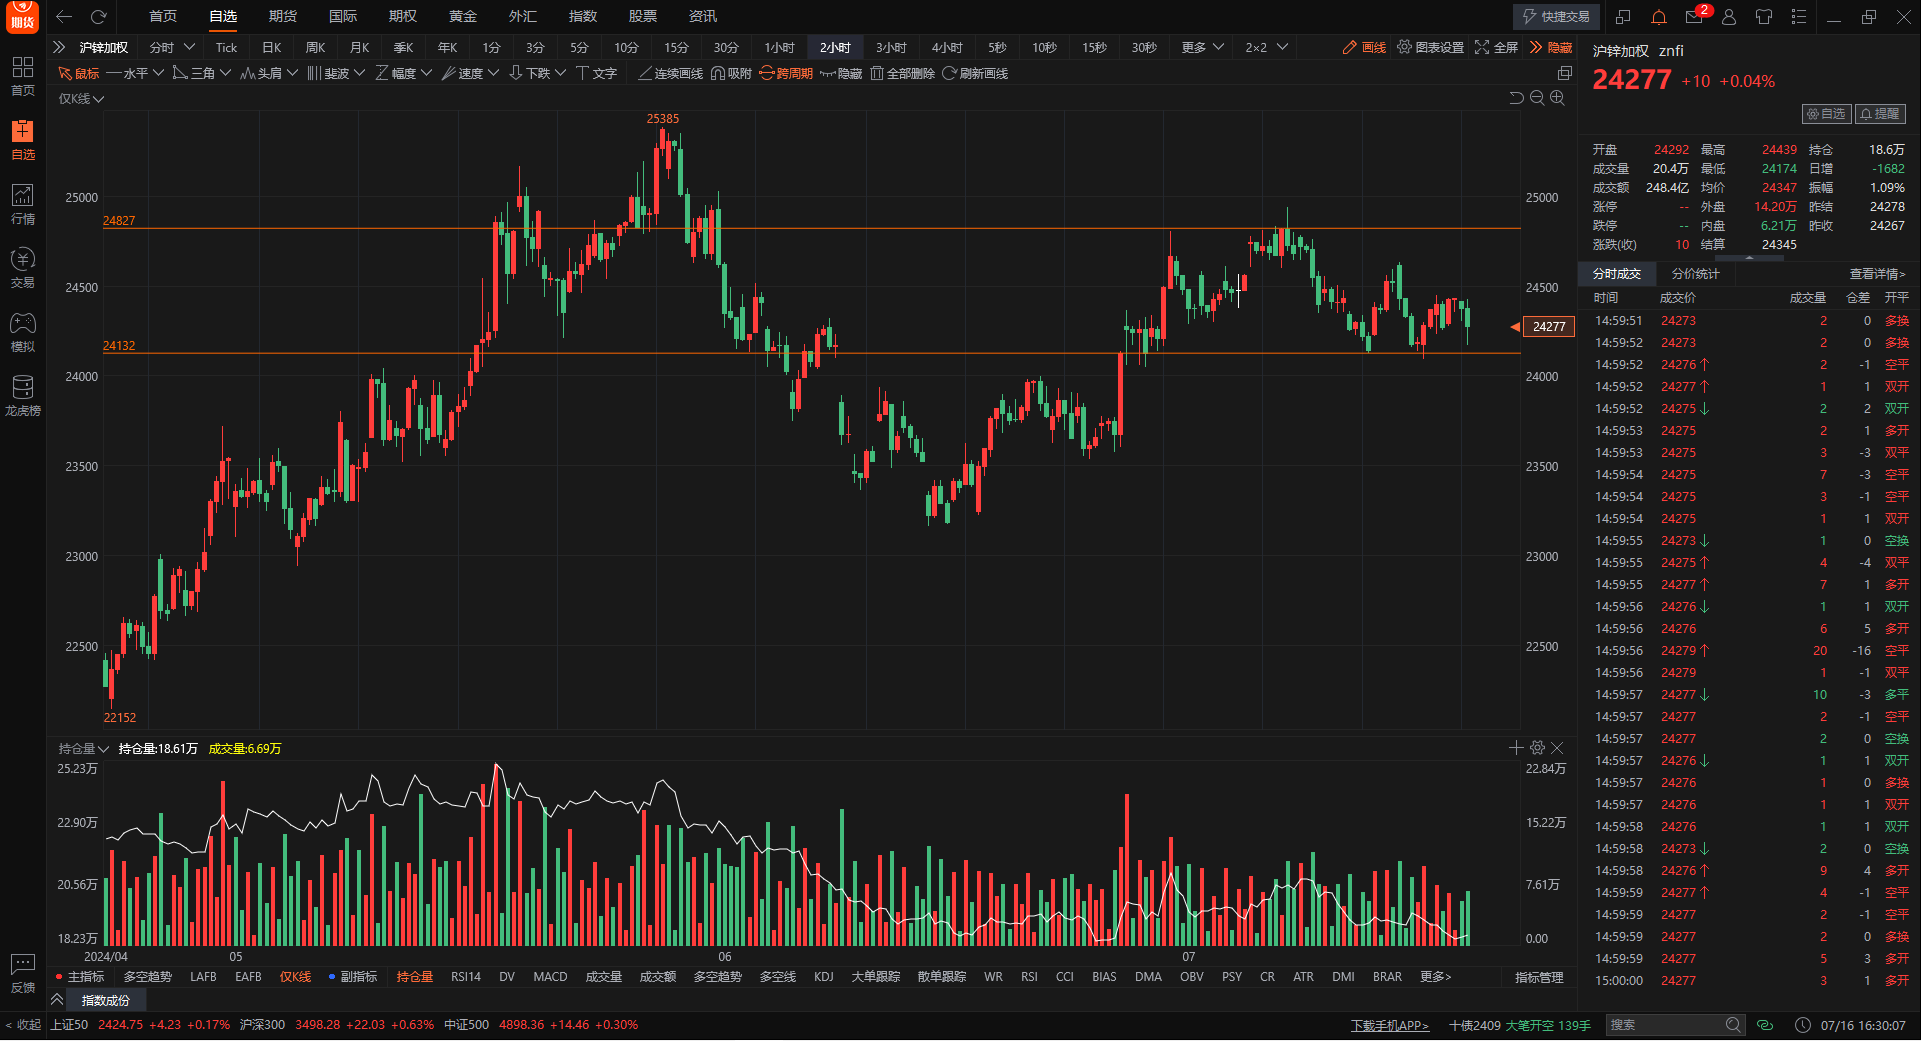 期货 首页 自选 期货 国际 期权 黄金 外汇 指数 股票 资讯 快捷交易 2
沪锌加权 分时 Tick 日K 周K 月K 季K 年K 1分 3分 5分 10分 15分 30分 1小时 2小时 3小时 4小时 5秒 10秒 15秒 30秒 更多 2×2 画线 图表设置 全屏 隐藏
鼠标 水平 三角 头肩 斐波 幅度 速度 下跌 文字 连续画线 吸附 跨周期 隐藏 全部删除 刷新画线
仅K线
首页
自选
行情
交易
模拟
龙虎榜
反馈
< 收起
25385
25000 25000
24827
24500 24500
24277
24132
24000 24000
23500 23500
23000 23000
22500 22500
22152
持仓量 持仓量:18.61万 成交量:6.69万
25.23万 22.84万
22.90万 15.22万
20.56万 7.61万
18.23万 0.00
2024/04 05 06 07
主指标 多空趋势 LAFB EAFB 仅K线 副指标 持仓量 RSI14 DV MACD 成交量 成交额 多空趋势 多空线 KDJ 大单跟踪 散单跟踪 WR RSI CCI BIAS DMA OBV PSY CR ATR DMI BRAR 更多> 指标管理
指数成份
沪锌加权 znfi
24277 +10 +0.04%
自选 提醒
开盘 24292 最高 24439 持仓 18.6万
成交量 20.4万 最低 24174 日增 -1682
成交额 248.4亿 均价 24347 振幅 1.09%
涨停 -- 外盘 14.20万 昨结 24278
跌停 -- 内盘 6.21万 昨收 24267
涨跌(收) 10 结算 24345
分时成交 分价统计 查看详情>
时间 成交价 成交量 仓差 开平
14:59:51 24273 2 0 多换
14:59:52 24273 2 0 多换
14:59:52 24276↑ 2 -1 空平
14:59:52 24277↑ 1 1 双开
14:59:52 24275↓ 2 2 双开
14:59:53 24275 2 1 多开
14:59:53 24275 3 -3 双平
14:59:54 24275 7 -3 空平
14:59:54 24275 3 -1 空平
14:59:54 24275 1 1 双开
14:59:55 24273↓ 1 0 空换
14:59:55 24275↑ 4 -4 双平
14:59:55 24277↑ 7 1 多开
14:59:56 24276↓ 1 1 双开
14:59:56 24276 6 5 多开
14:59:56 24279↑ 20 -16 空平
14:59:56 24279 1 -1 双平
14:59:57 24277↓ 10 -3 多平
14:59:57 24277 2 -1 空平
14:59:57 24277 2 0 空换
14:59:57 24276↓ 1 1 双开
14:59:57 24276 1 0 多换
14:59:57 24276 1 1 双开
14:59:58 24276 1 1 双开
14:59:58 24273↓ 2 0 空换
14:59:58 24276↑ 9 4 多开
14:59:59 24277↑ 4 -1 空平
14:59:59 24277 2 -1 空平
14:59:59 24277 2 0 多换
14:59:59 24277 5 3 多开
15:00:00 24277 3 1 多开
上证50 2424.75 +4.23 +0.17% 沪深300 3498.28 +22.03 +0.63% 中证500 4898.36 +14.46 +0.30% 下载手机APP> 十债2409 大笔开空 139手 搜索 07/16 16:30:07